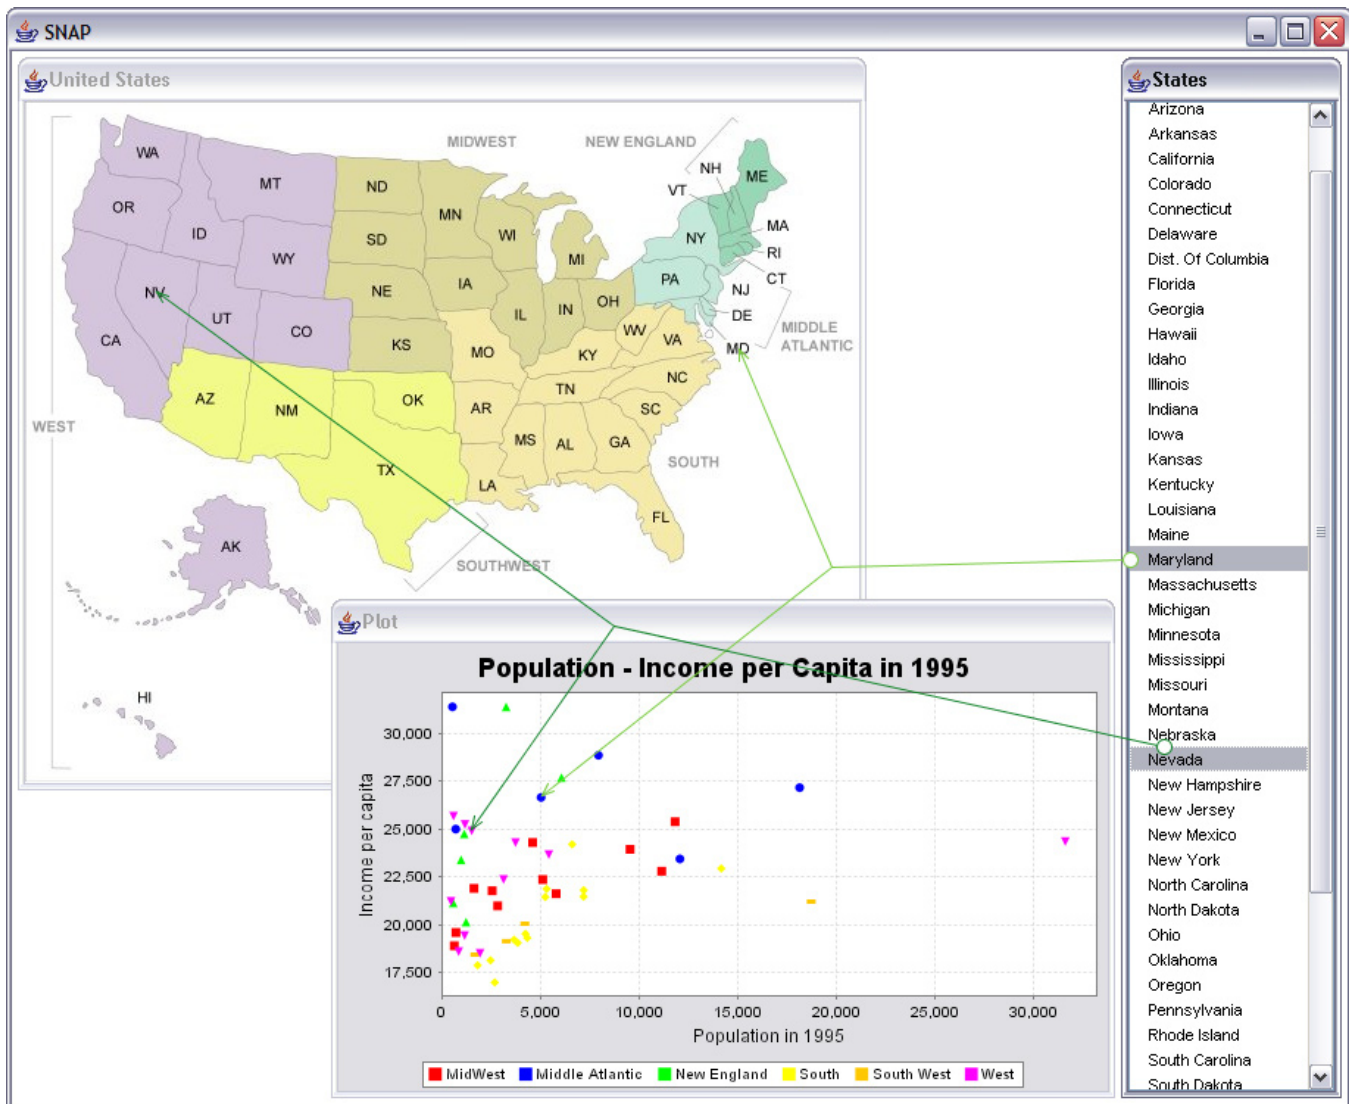 SNAP
United States
MIDWEST
NEW ENGLAND
WA
MT
ND
MN
NH
ME
VT
OR
ID
SD
WI
MI
NY
MA
RI
WY
NE
IA
PA
CT
NV
UT
CO
IL
IN
OH
NJ
DE
MIDDLE
ATLANTIC
CA
KS
MO
WV
VA
MD
KY
AZ
NM
OK
AR
TN
NC
SC
WEST
TX
MS
AL
GA
SOUTH
LA
FL
AK
SOUTHWEST
HI
Plot
Population - Income per Capita in 1995
Income per capita
30,000
27,500
25,000
22,500
20,000
17,500
0
5,000
10,000
15,000
20,000
25,000
30,000
Population in 1995
MidWest
Middle Atlantic
New England
South
South West
West
States
Arizona
Arkansas
California
Colorado
Connecticut
Delaware
Dist. Of Columbia
Florida
Georgia
Hawaii
Idaho
Illinois
Indiana
Iowa
Kansas
Kentucky
Louisiana
Maine
Maryland
Massachusetts
Michigan
Minnesota
Mississippi
Missouri
Montana
Nebraska
Nevada
New Hampshire
New Jersey
New Mexico
New York
North Carolina
North Dakota
Ohio
Oklahoma
Oregon
Pennsylvania
Rhode Island
South Carolina
South Dakota